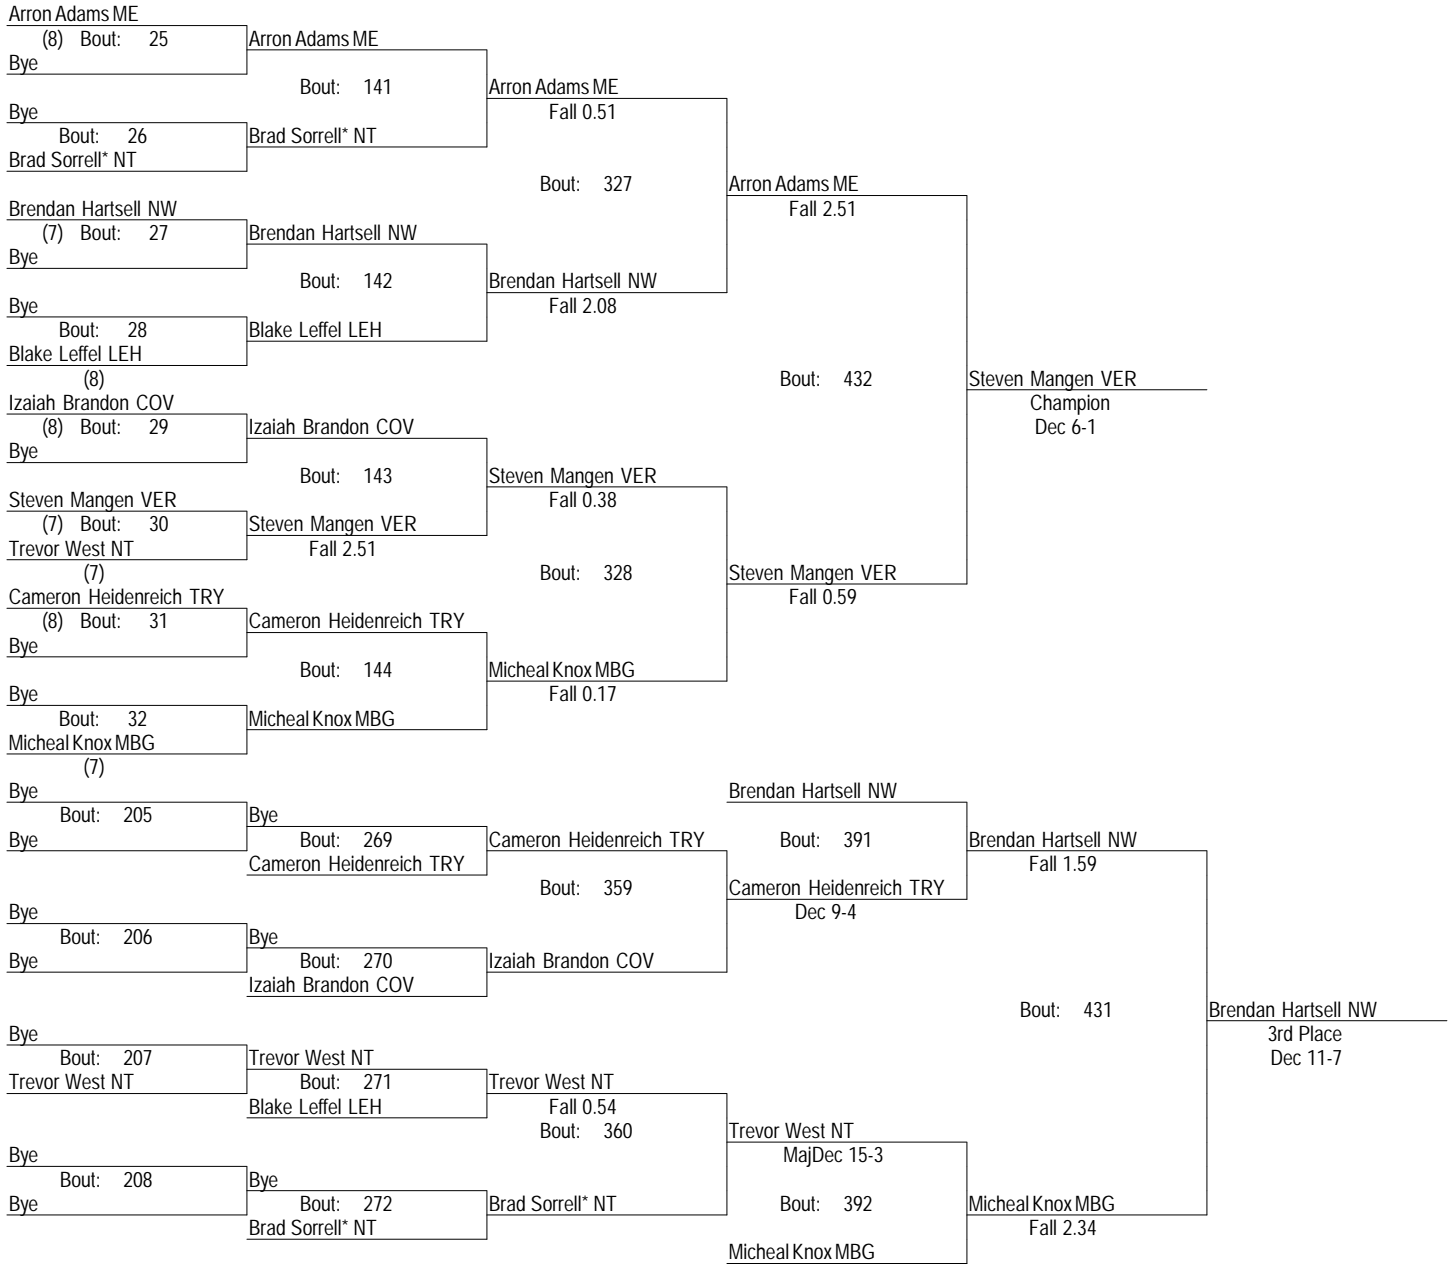 Arron Adams ME
(8) Bout: 25 Arron Adams ME
Bye
Bout: 141 Arron Adams ME
Bye Fall 0.51
Bout: 26 Brad Sorrell* NT
Brad Sorrell* NT
Bout: 327 Arron Adams ME
Brendan Hartsell NW Fall 2.51
(7) Bout: 27 Brendan Hartsell NW
Bye
Bout: 142 Brendan Hartsell NW
Bye Fall 2.08
Bout: 28 Blake Leffel LEH
Blake Leffel LEH
(8) Bout: 432 Steven Mangen VER
Izaiah Brandon COV Champion
(8) Bout: 29 Izaiah Brandon COV Dec 6-1
Bye
Bout: 143 Steven Mangen VER
Steven Mangen VER Fall 0.38
(7) Bout: 30 Steven Mangen VER
Trevor West NT Fall 2.51
(7) Bout: 328 Steven Mangen VER
Cameron Heidenreich TRY Fall 0.59
(8) Bout: 31 Cameron Heidenreich TRY
Bye
Bout: 144 Micheal Knox MBG
Bye Fall 0.17
Bout: 32 Micheal Knox MBG
Micheal Knox MBG
(7)
Bye Brendan Hartsell NW
Bout: 205 Bye
Bye Bout: 269 Cameron Heidenreich TRY Bout: 391 Brendan Hartsell NW
Cameron Heidenreich TRY Fall 1.59
Bout: 359 Cameron Heidenreich TRY
Bye Dec 9-4
Bout: 206 Bye
Bye Bout: 270 Izaiah Brandon COV
Izaiah Brandon COV
Bout: 431 Brendan Hartsell NW
Bye 3rd Place
Bout: 207 Trevor West NT Dec 11-7
Trevor West NT Bout: 271 Trevor West NT
Blake Leffel LEH Fall 0.54
Bout: 360 Trevor West NT
Bye MajDec 15-3
Bout: 208 Bye
Bye Bout: 272 Brad Sorrell* NT Bout: 392 Micheal Knox MBG
Brad Sorrell* NT Fall 2.34
Micheal Knox MBG